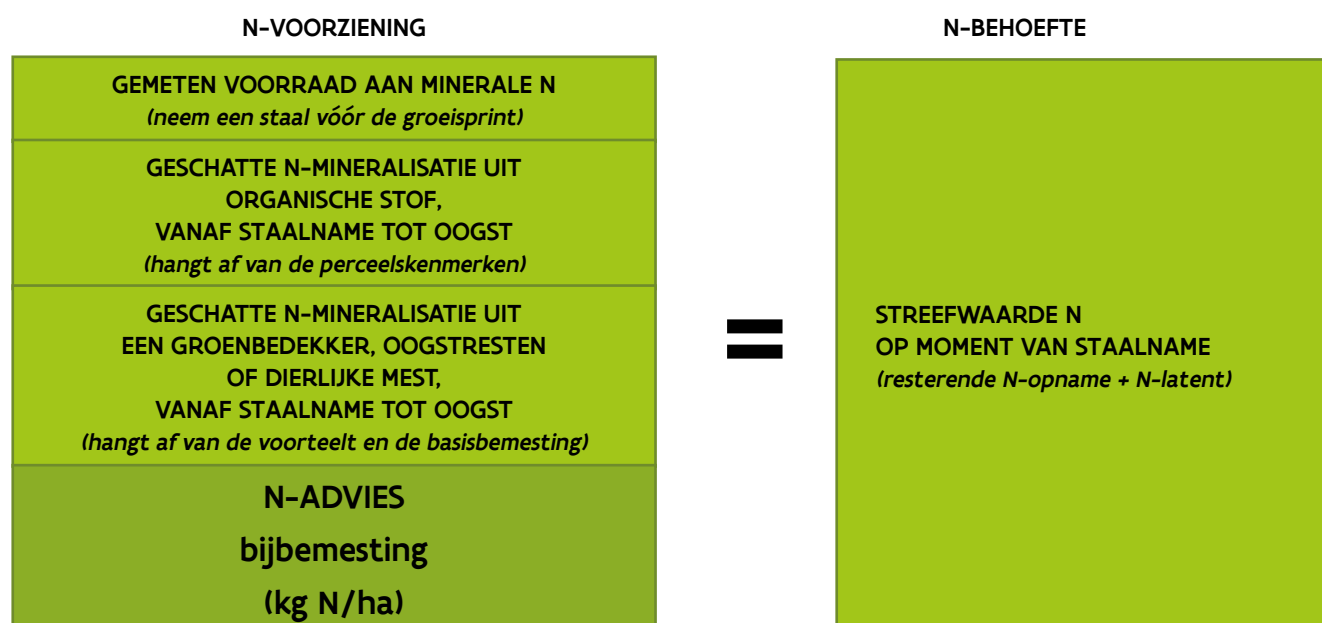 N-VOORZIENING
GEMETEN VOORRAAD AAN MINERALE N
(neem een staal vóór de groeisprint)
GESCHATTE N-MINERALISATIE UIT
ORGANISCHE STOF,
VANAF STAALNAME TOT OOGST
(hangt af van de perceelskenmerken)
GESCHATTE N-MINERALISATIE UIT
EEN GROENBEDEKKER, OOGSTRESTEN
OF DIERLIJKE MEST,
VANAF STAALNAME TOT OOGST
(hangt af van de voorteelt en de basisbemesting)
N-ADVIES
bijbemesting
(kg N/ha)
=
N-BEHOEFTE
STREEFWAARDE N
OP MOMENT VAN STAALNAME
(resterende N-opname + N-latent)